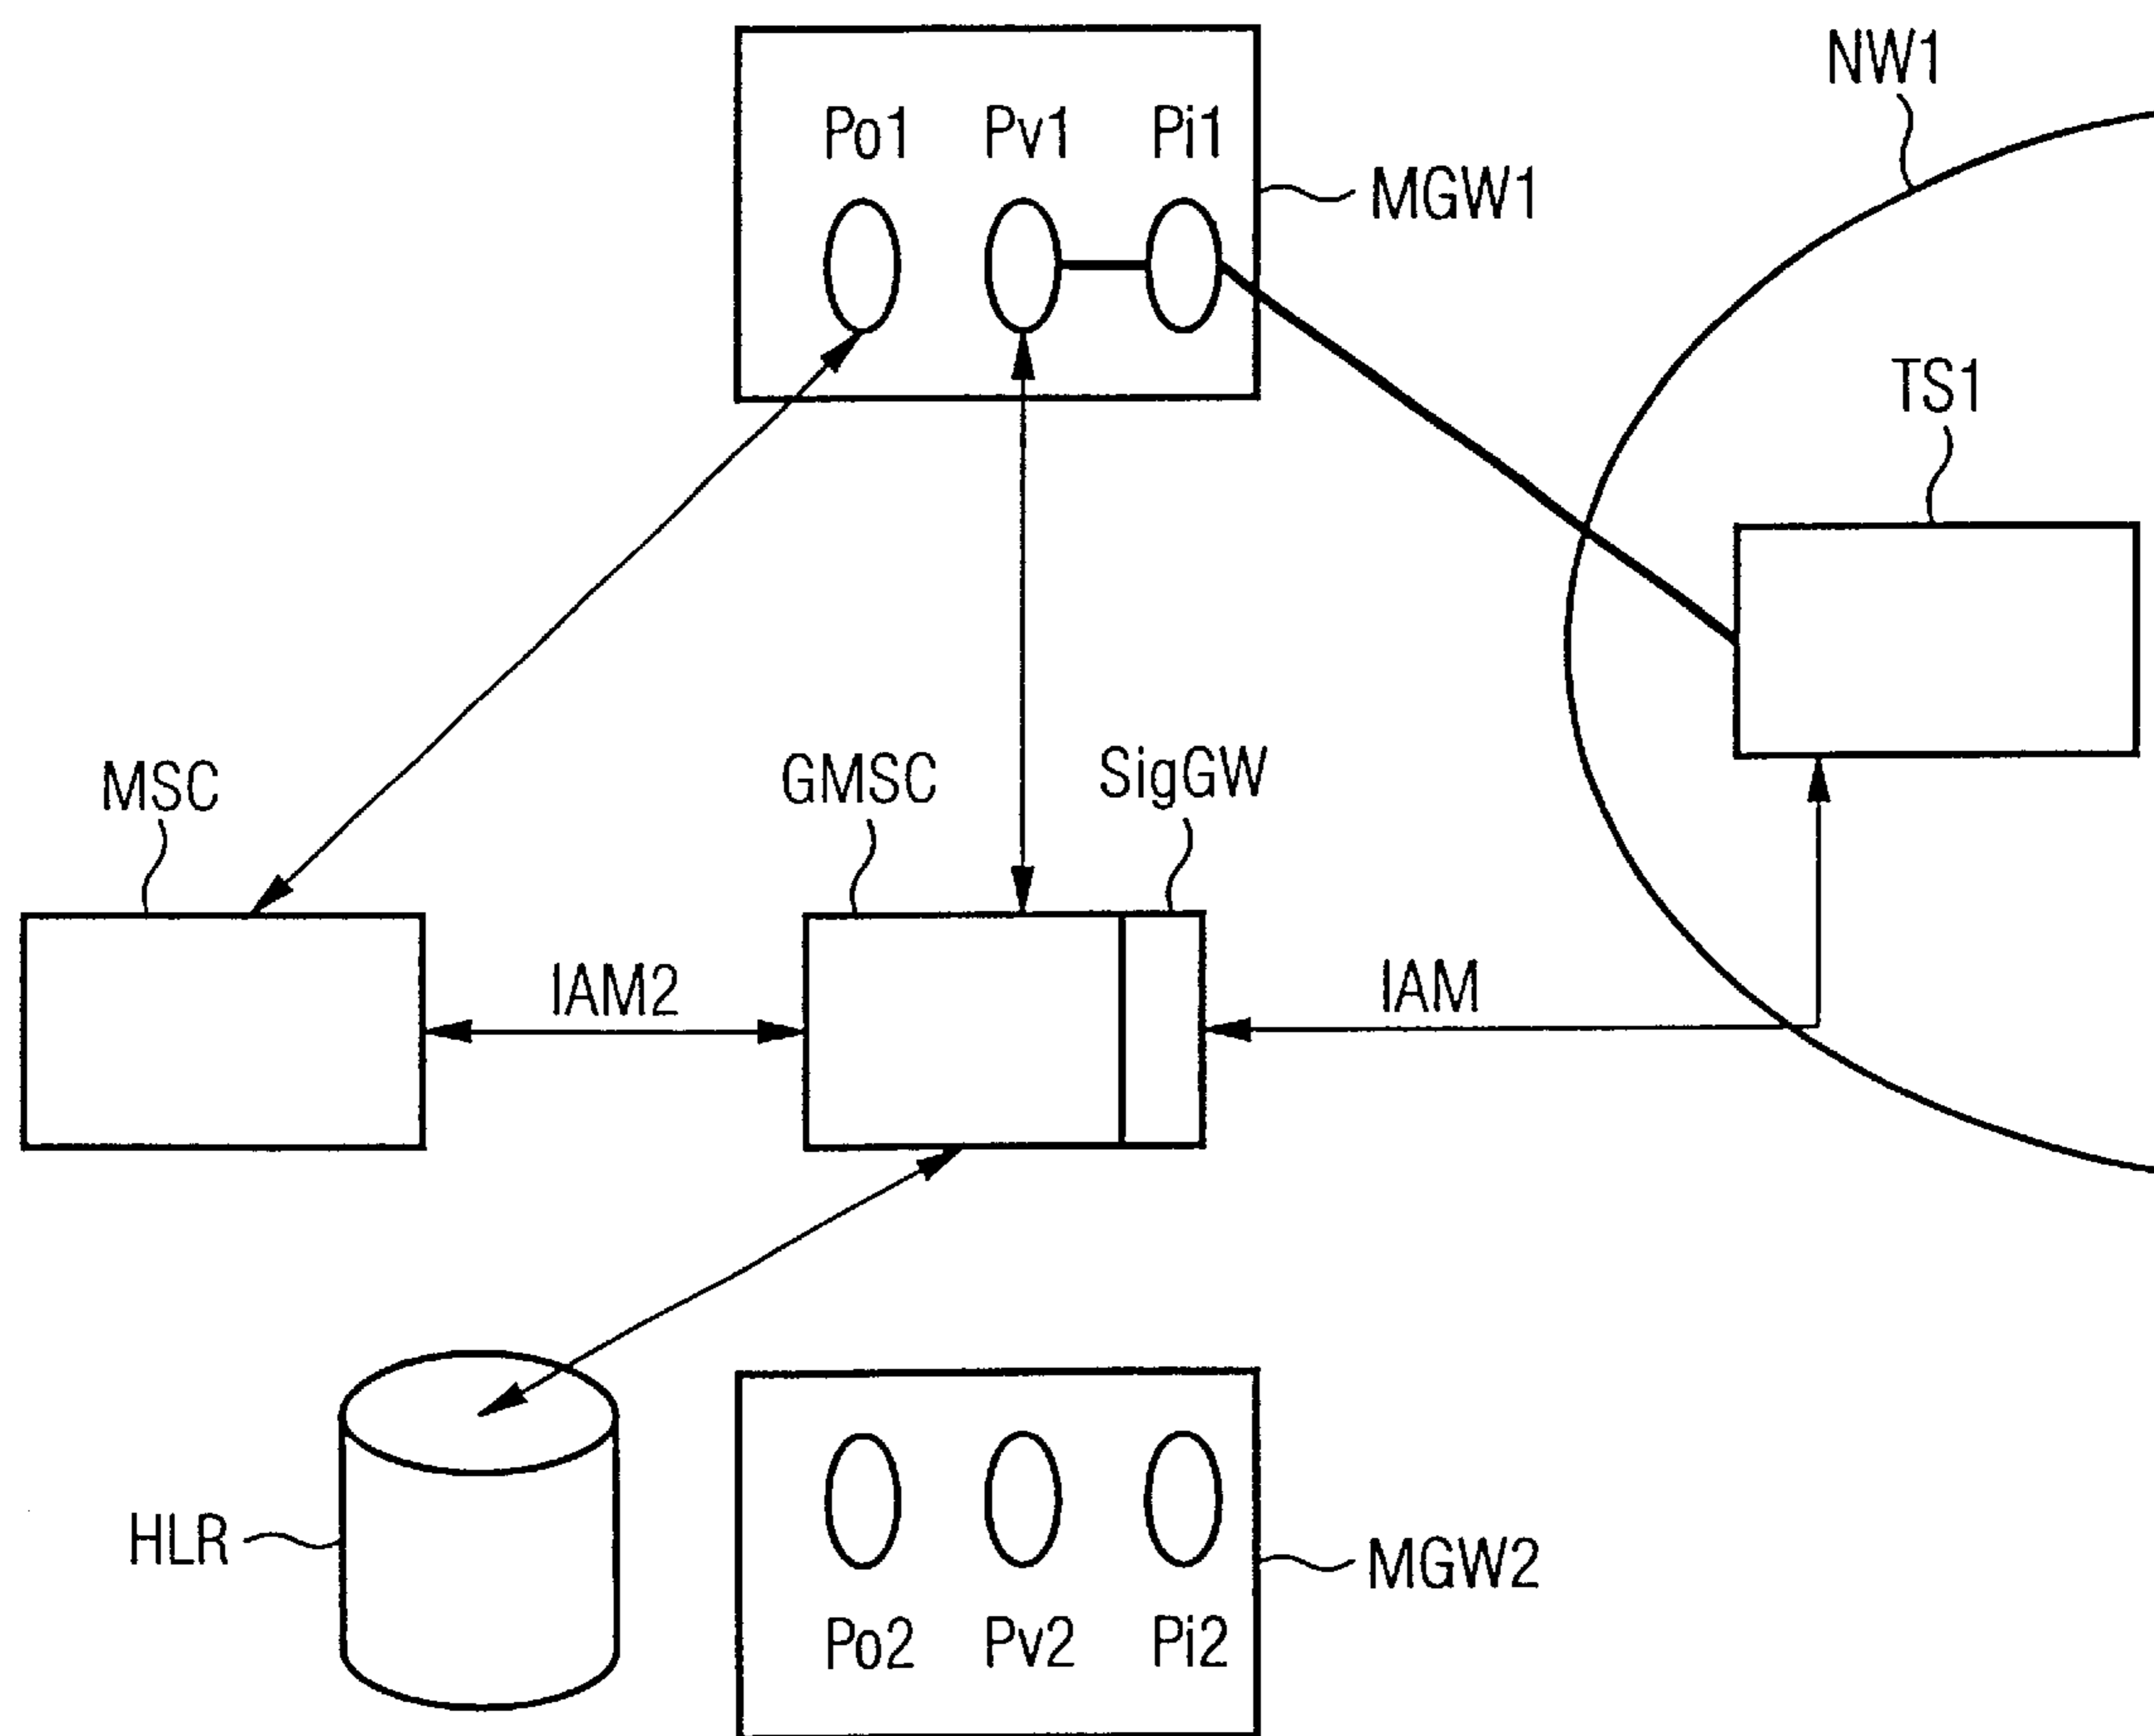 NW1
Po1 Pv1 Pi1
MGW1
TS1
MSC
GMSC
SigGW
IAM2
IAM
HLR
MGW2
Po2 Pv2 Pi2